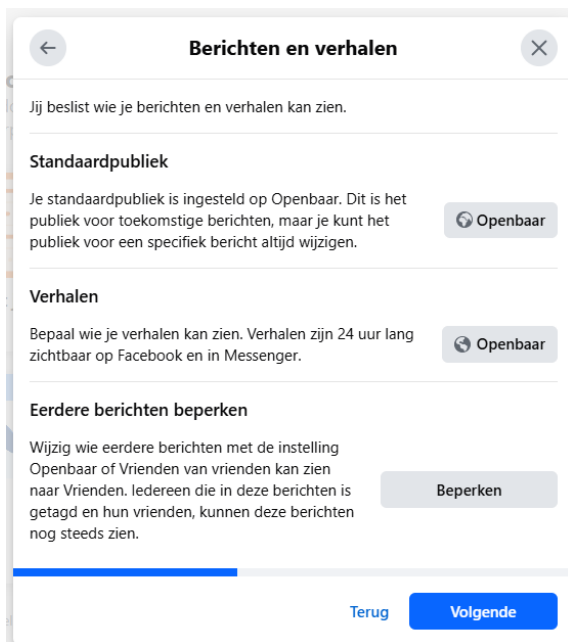 Berichten en verhalen
Jij beslist wie je berichten en verhalen kan zien.
Standaardpubliek
Je standaardpubliek is ingesteld op Openbaar. Dit is het
publiek voor toekomstige berichten, maar je kunt het
publiek voor een specifiek bericht altijd wijzigen.
Openbaar
Verhalen
Bepaal wie je verhalen kan zien. Verhalen zijn 24 uur lang
zichtbaar op Facebook en in Messenger.
Openbaar
Eerdere berichten beperken
Wijzig wie eerdere berichten met de instelling
Openbaar of Vrienden van vrienden kan zien
naar Vrienden. Iedereen die in deze berichten is
getagd en hun vrienden, kunnen deze berichten
nog steeds zien.
Beperken
Terug
Volgende